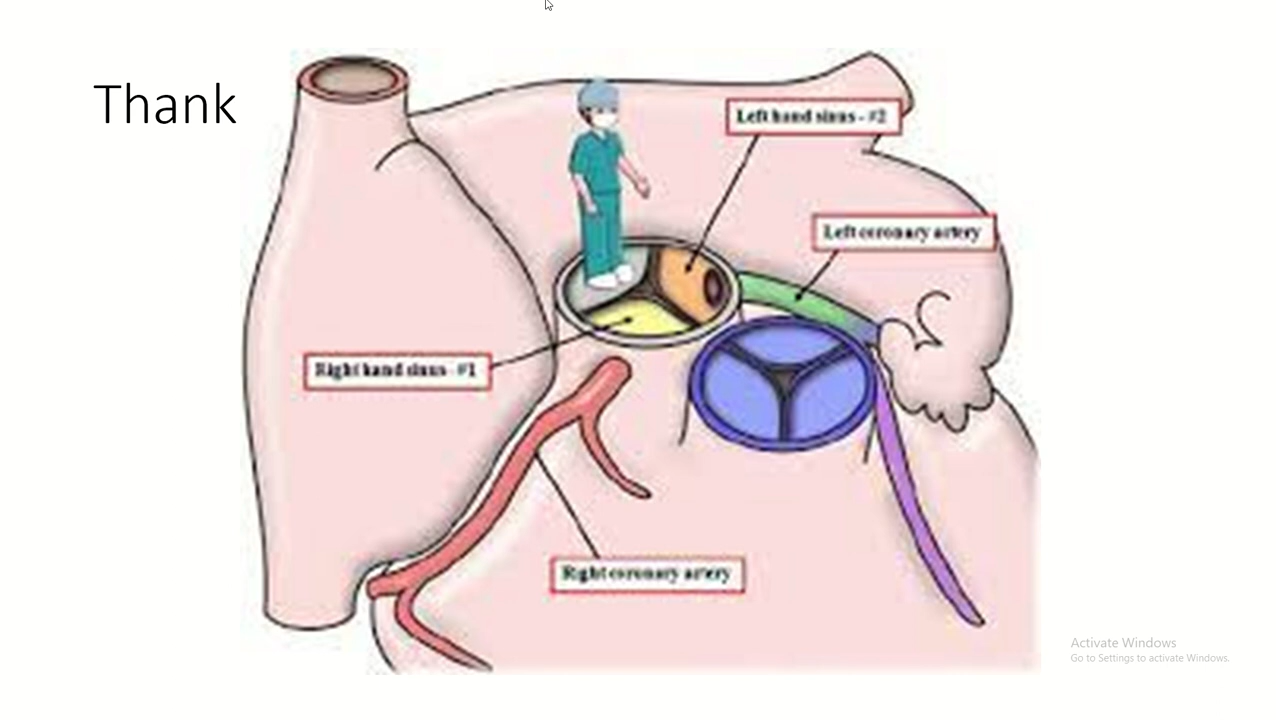 Thank
Left hand sinus - #2
Left coronary artery
Right hand sinus - #1
Right coronary artery
Activate Windows
Go to Settings to activate Windows.